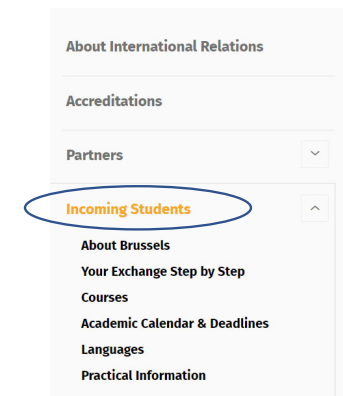 About International Relations
Accreditations
Partners
Incoming Students
About Brussels
Your Exchange Step by Step
Courses
Academic Calendar & Deadlines
Languages
Practical Information